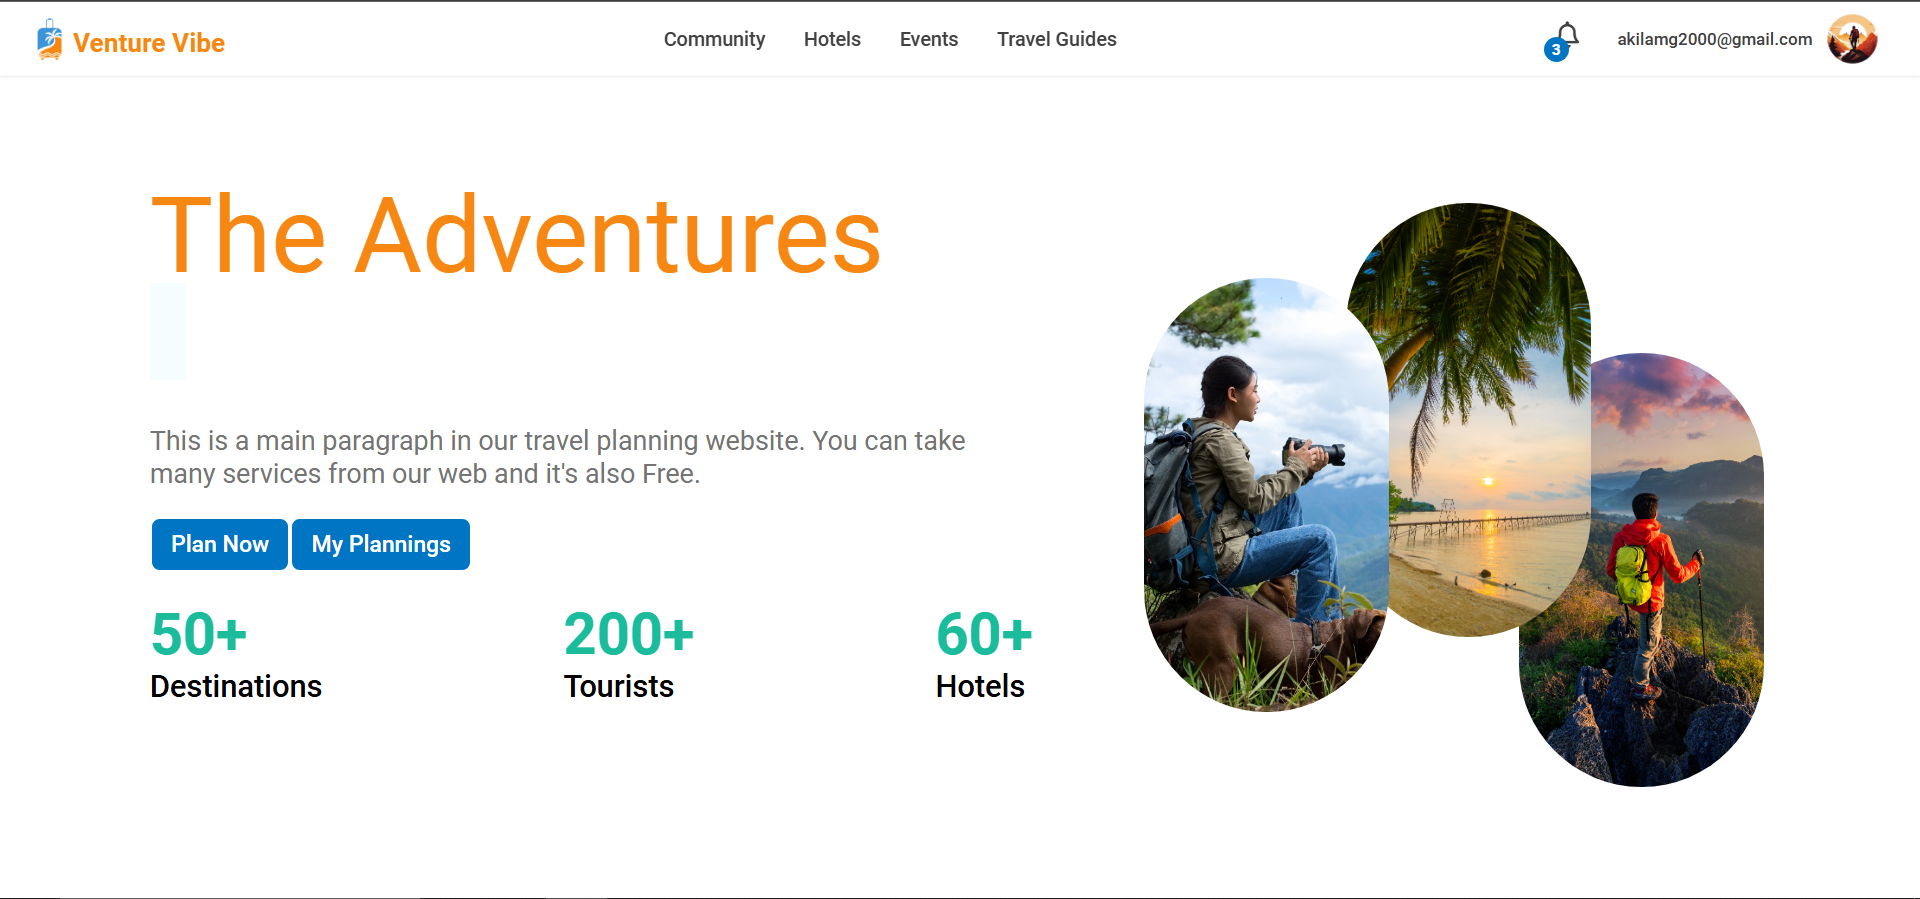 Venture Vibe
Community
Hotels
Events
Travel Guides
3
akilamg2000@gmail.com
The Adventures
This is a main paragraph in our travel planning website. You can take
many services from our web and it's also Free.
Plan Now
My Plannings
50+
Destinations
200+
Tourists
60+
Hotels